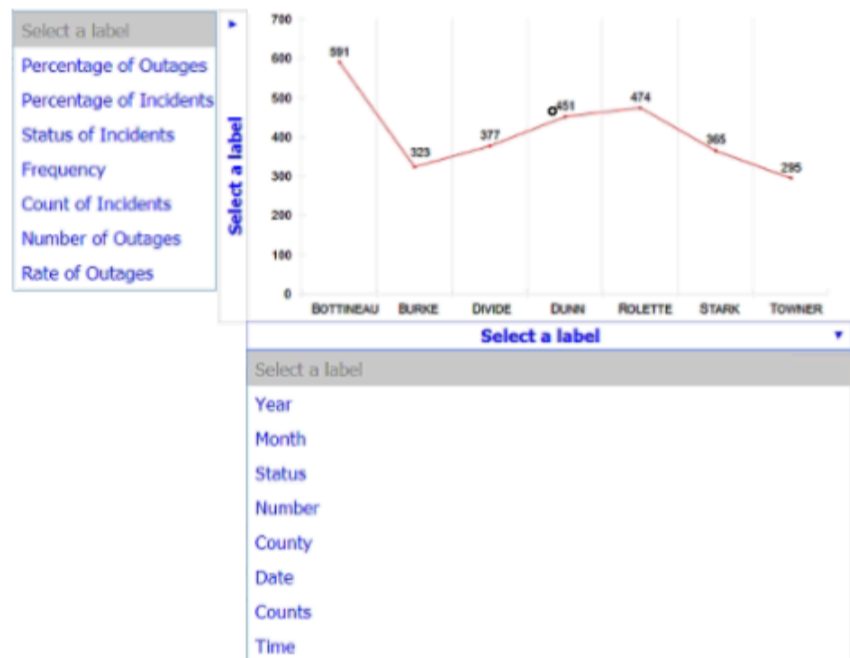 Select a label
Percentage of Outages
Percentage of Incidents
Status of Incidents
Frequency
Count of Incidents
Number of Outages
Rate of Outages
Select a label
700
600
500
400
300
200
100
0
591
323
377
451
474
365
295
BOTTINEAU BURKE DIVIDE DUNN ROLETTE STARK TOWNER
Select a label
Select a label
Year
Month
Status
Number
County
Date
Counts
Time